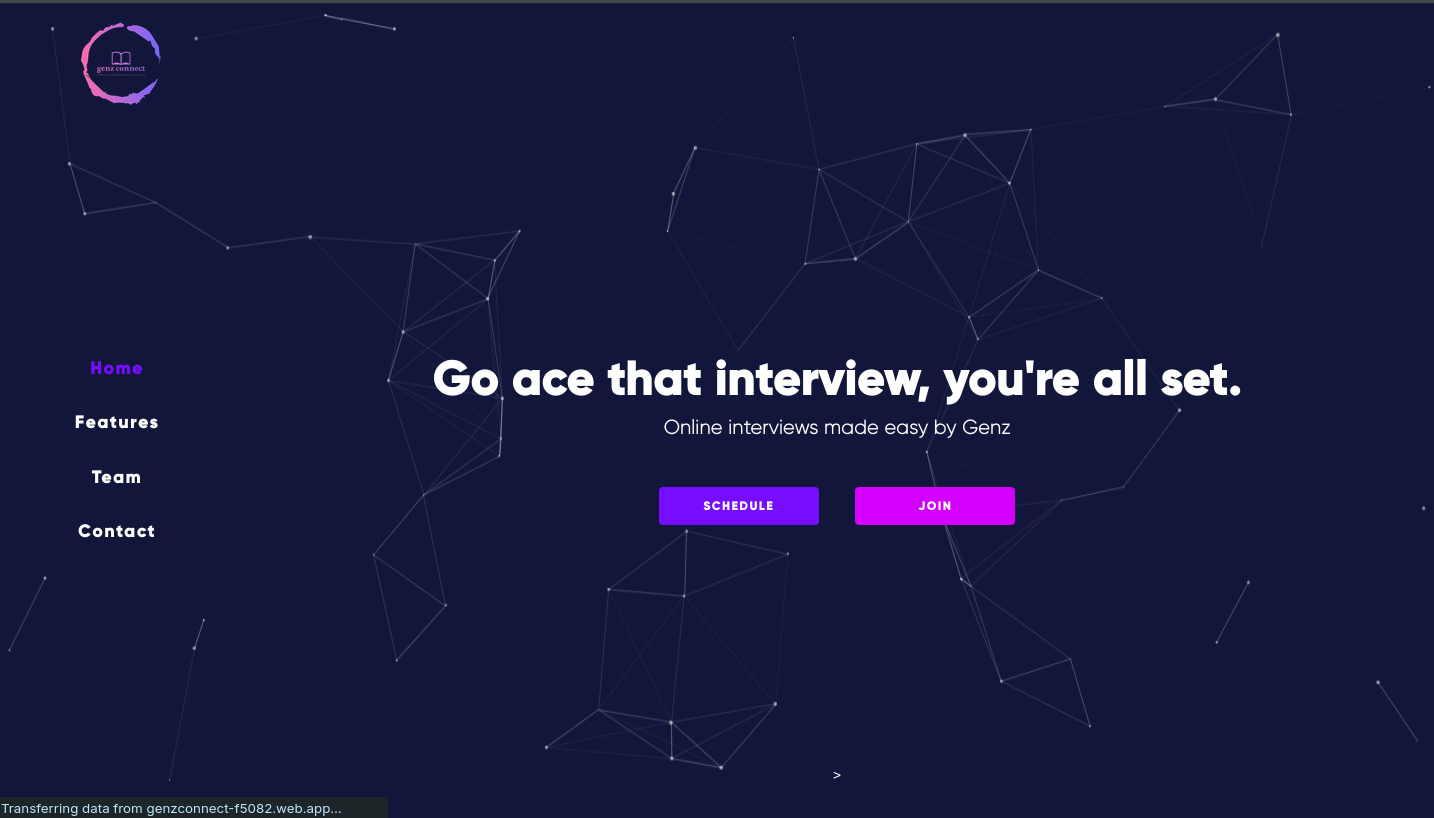 genz connect
Home
Features
Team
Contact
Go ace that interview, you're all set.
Online interviews made easy by Genz
SCHEDULE
JOIN
>
Transferring data from genzconnect-f5082.web.app...